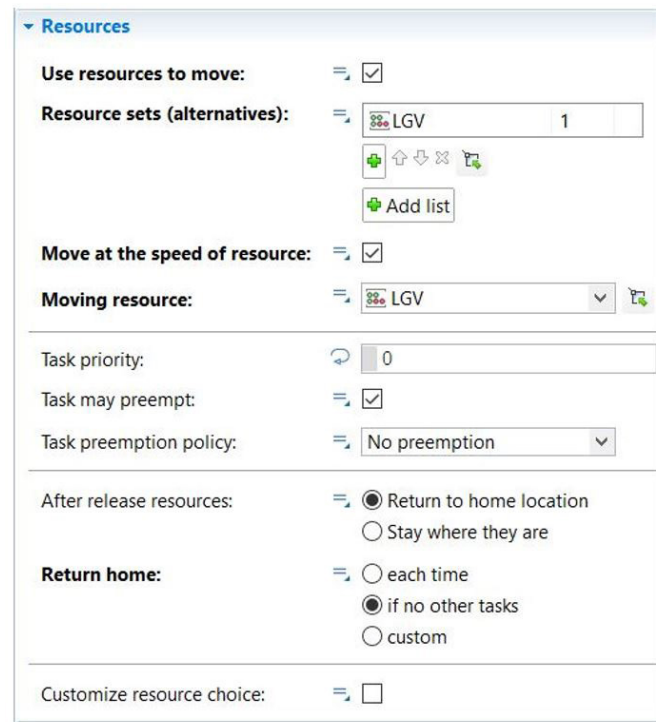 Resources
Use resources to move:
Resource sets (alternatives): LGV 1
Add list
Move at the speed of resource:
Moving resource: LGV
Task priority: 0
Task may preempt:
Task preemption policy: No preemption
After release resources: Return to home location
Stay where they are
Return home: each time
if no other tasks
custom
Customize resource choice: